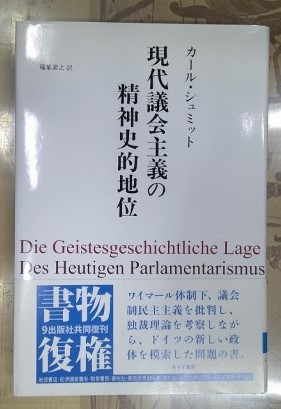 カール・シュミット
現代議会主義の
精神史的地位
稲葉素之 訳
Die Geistesgeschichtliche Lage
Des Heutigen Parlamentarismus
書物
9出版社共同復刊
復権
ワイマール体制下、議会
制民主主義を批判し、
独裁理論を考察しなが
ら、ドイツの新しい政
体を模索した問題の書。
みすず書房